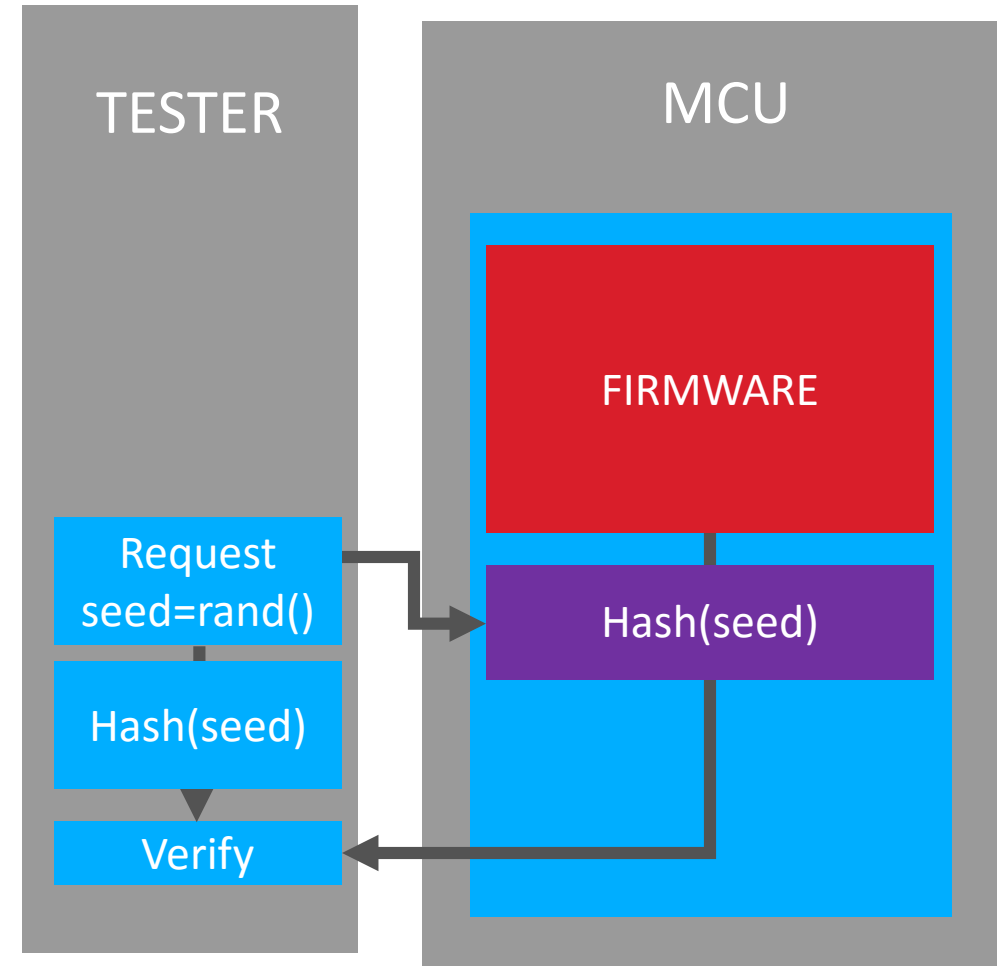 TESTER
Request
seed=rand()
Hash(seed)
Verify
MCU
FIRMWARE
Hash(seed)